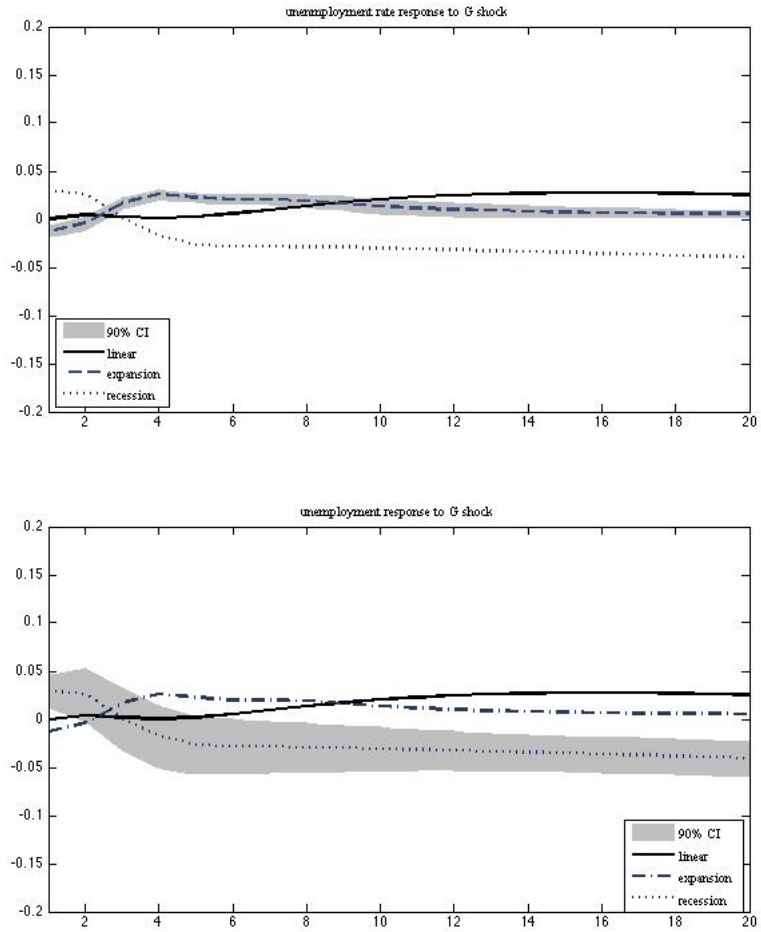 unenmployment rate response to G shock
0.2
0.15
0.1
0.05
0
-0.05
-0.1
-0.15
-0.2
90% CI
linear
expansion
recession
2 4 6 8 10 12 14 16 18 20
unemployment response to G shock
0.2
0.15
0.1
0.05
0
-0.05
-0.1
-0.15
-0.2
90% CI
linear
expansion
recession
2 4 6 8 10 12 14 16 18 20